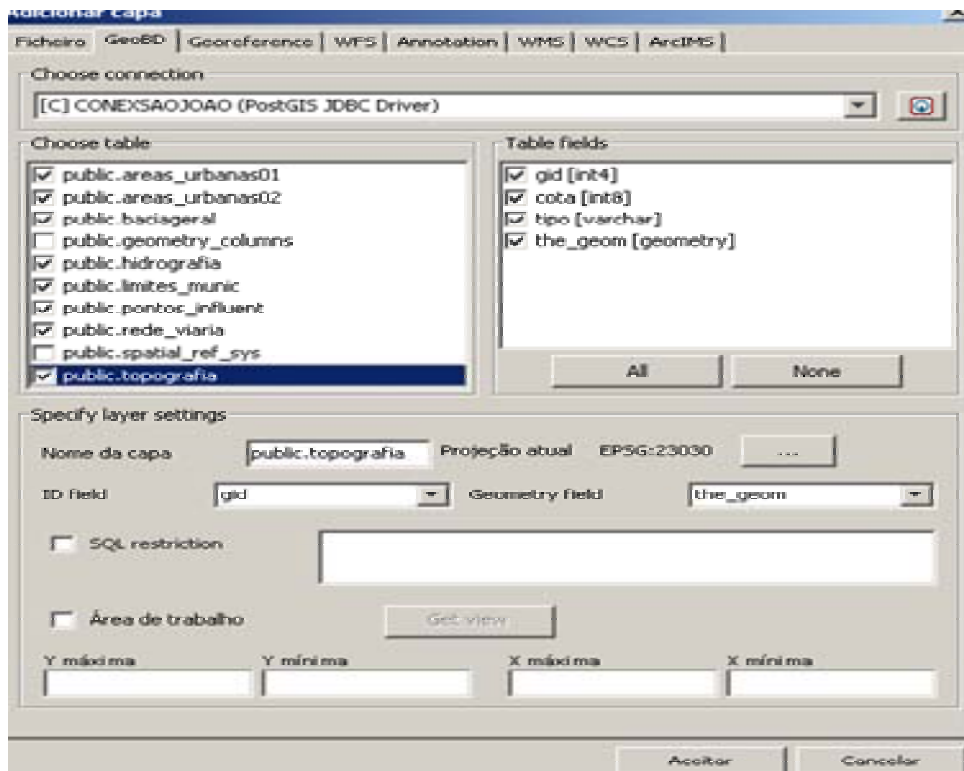 Adicionar capa
Ficheiro GeoBD Georeference WFS Annotation WMS WCS ArcIMS
Choose connection
[C] CONEXSAOJOAO (PostGIS JDBC Driver)
Choose table
public.areas_urbanas01
public.areas_urbanas02
public.baciageral
public.geometry_columns
public.hidrografia
public.limites_munic
public.pontos_influent
public.rede_viaria
public.spatial_ref_sys
public.topografia
Table fields
gid [int4]
cota [int8]
tipo [varchar]
the_geom [geometry]
All None
Specify layer settings
Nome da capa public.topografia Projeção atual EPSG:23030 ...
ID field gid Geometry field the_geom
SQL restriction
Área de trabalho Get view
Y máxima Y mínima X máxima X mínima
Aceitar Cancelar